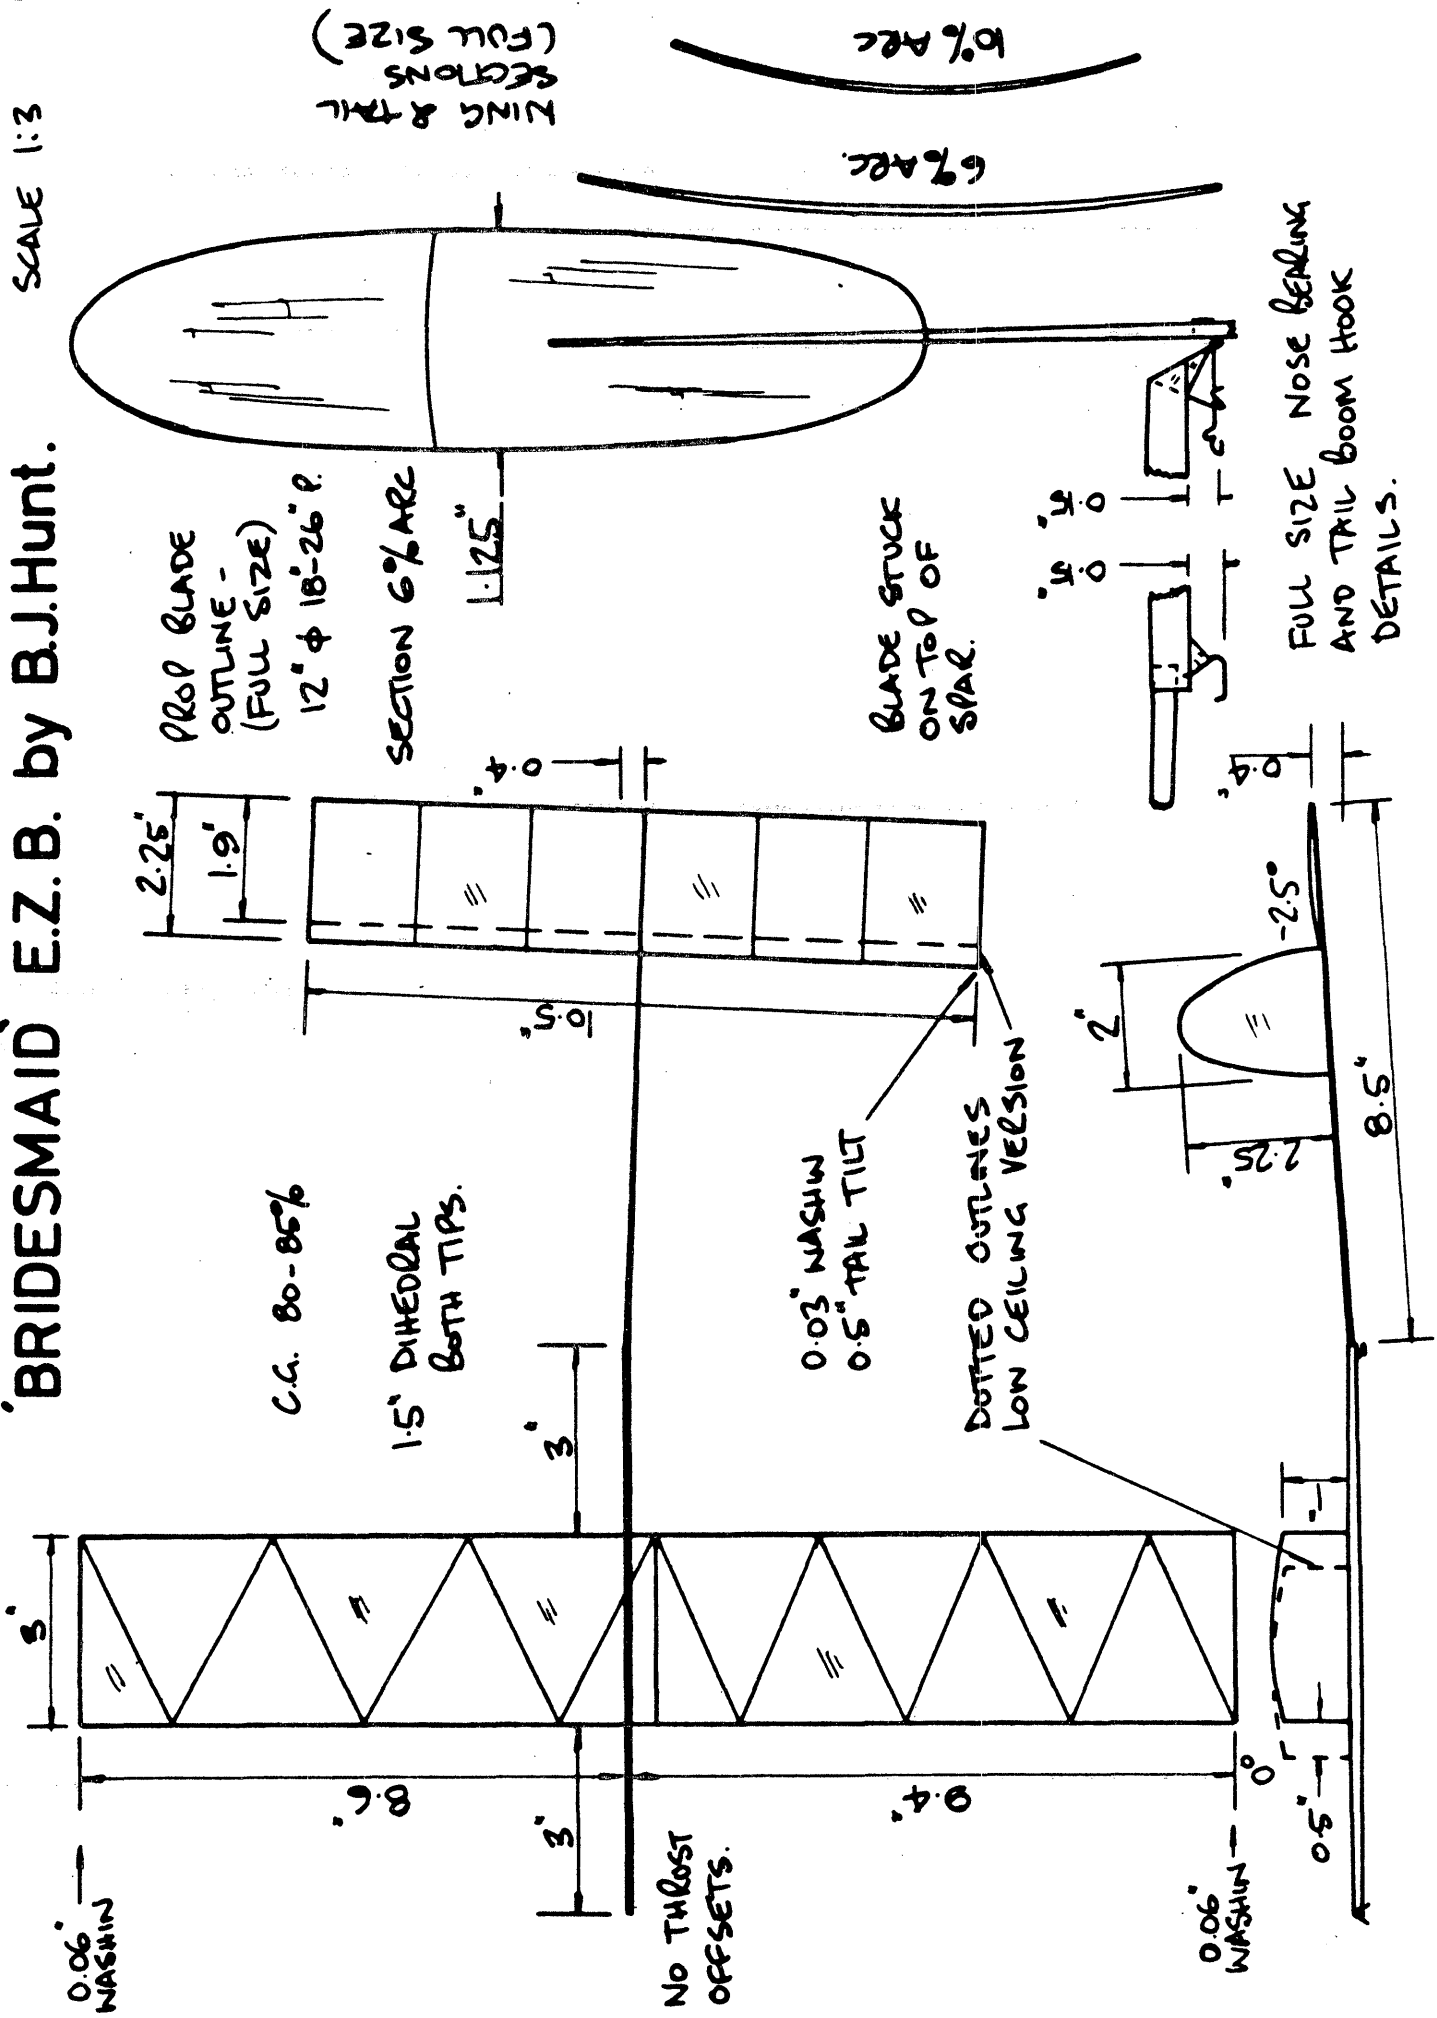 'BRIDESMAID' E.Z.B. by B.J.Hunt.
SCALE 1:3
0.06"
WASHIN
3"
8.6"
9.4"
3"
3"
NO THRUST
OFFSETS.
0.06"
WASHIN
0°
0.5"
1"
C.G. 80-85%
1.5" DIHEDRAL
BOTH TIPS.
0.03" WASHIN
0.5" TAIL TILT
DOTTED OUTLINES
LOW CEILING VERSION
2.25"
1.9"
10.5"
0.4"
2"
2.25"
-2.5°
8.5"
0.4"
PROP BLADE
OUTLINE -
(FULL SIZE)
12" ϕ 18"-26" P.
SECTION 6% ARC
1.125"
BLADE STUCK
ON TOP OF
SPAR.
0.15"
0.15"
FULL SIZE NOSE BEARING
AND TAIL BOOM HOOK
DETAILS.
WING & TAIL
SECTIONS
(FULL SIZE)
6% ARC.
10% ARC